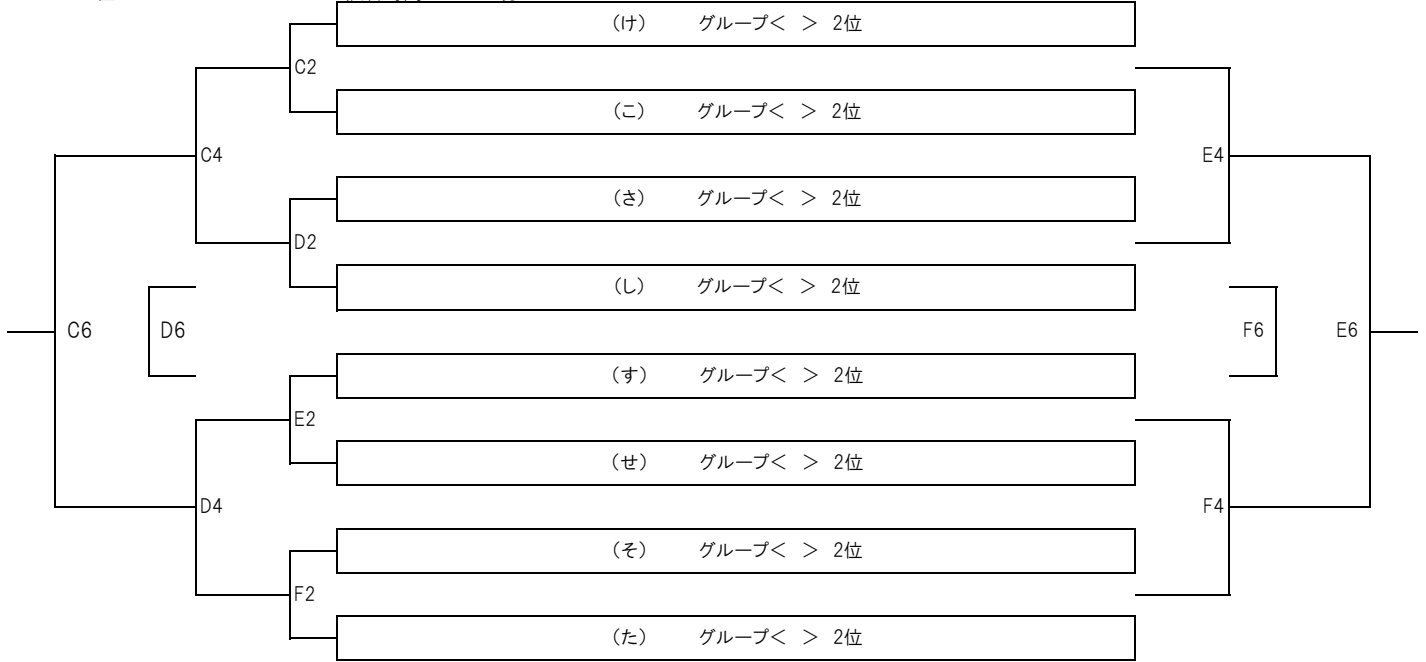 （け） グループ＜ ＞ 2位
C2
（こ） グループ＜ ＞ 2位
C4 E4
（さ） グループ＜ ＞ 2位
D2
（し） グループ＜ ＞ 2位
C6 D6 F6 E6
（す） グループ＜ ＞ 2位
E2
（せ） グループ＜ ＞ 2位
D4 F4
（そ） グループ＜ ＞ 2位
F2
（た） グループ＜ ＞ 2位